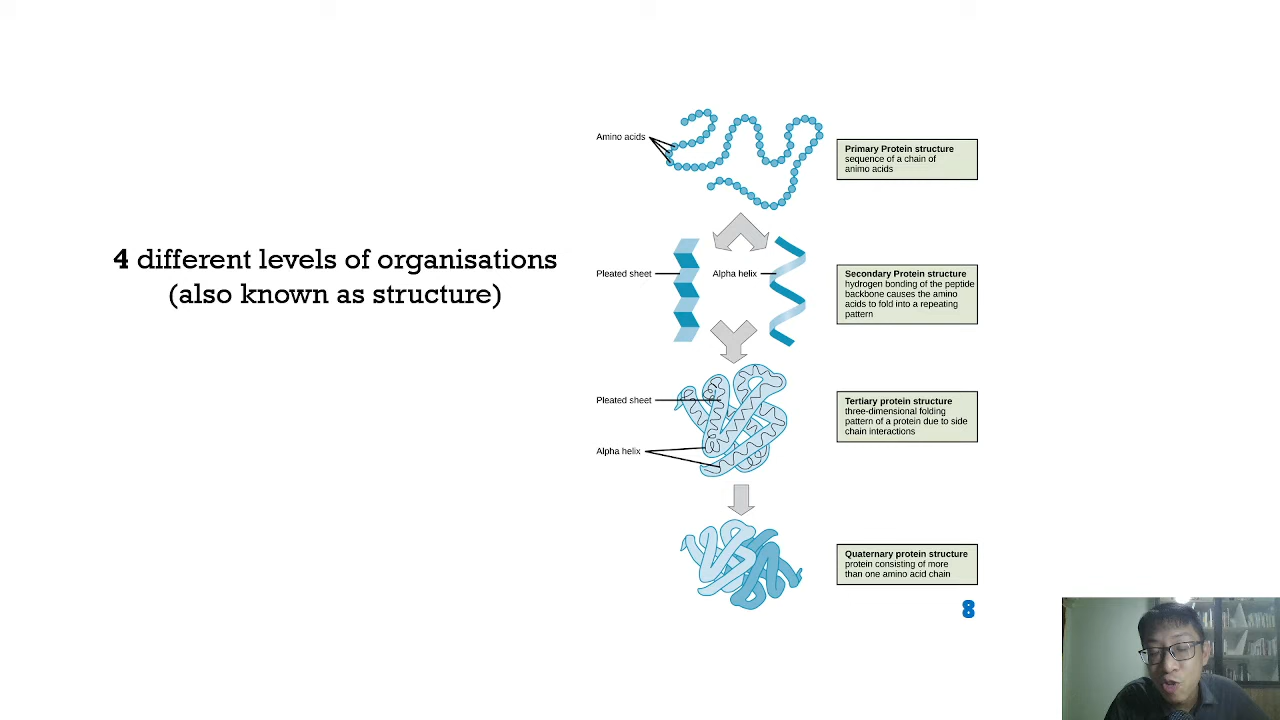 4 different levels of organisations
(also known as structure)
Amino acids
Primary Protein structure
sequence of a chain of
animo acids
Pleated sheet
Alpha helix
Secondary Protein structure
hydrogen bonding of the peptide
backbone causes the amino
acids to fold into a repeating
pattern
Pleated sheet
Alpha helix
Tertiary protein structure
three-dimensional folding
pattern of a protein due to side
chain interactions
Quaternary protein structure
protein consisting of more
than one amino acid chain
8